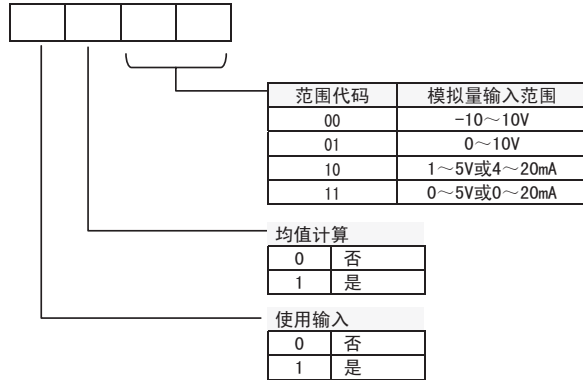 范围代码 模拟量输入范围
00 -10～10V
01 0～10V
10 1～5V或4～20mA
11 0～5V或0～20mA
均值计算
0 否
1 是
使用输入
0 否
1 是